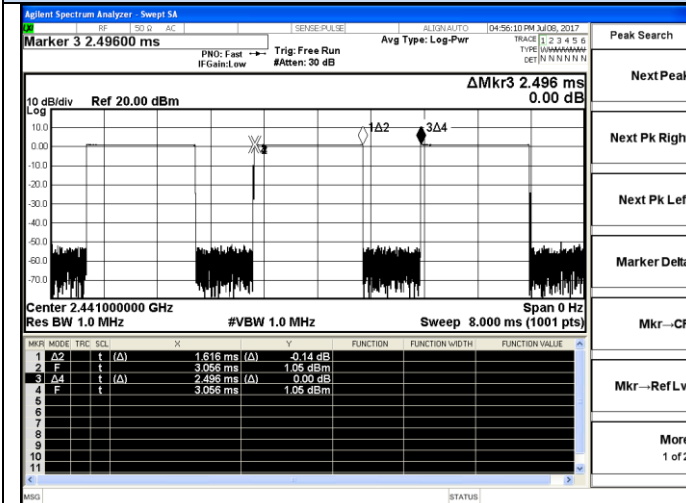 Agilent Spectrum Analyzer - Swept SA
RF 50 Ω AC SENSE:PULSE ALIGN AUTO 04:56:10 PM Jul 08, 2017
Marker 3 2.49600 ms
PNO: Fast
IFGain:Low
Trig: Free Run
#Atten: 30 dB
Avg Type: Log-Pwr
TRACE 1 2 3 4 5 6
TYPE
DET N N N N N N
ΔMkr3 2.496 ms
0.00 dB
10 dB/div Ref 20.00 dBm
Log
10.0
0.00
-10.0
-20.0
-30.0
-40.0
-50.0
-60.0
-70.0
1Δ2
3Δ4
Center 2.441000000 GHz Span 0 Hz
Res BW 1.0 MHz #VBW 1.0 MHz Sweep 8.000 ms (1001 pts)
MKR MODE TRC SCL X Y FUNCTION FUNCTION WIDTH FUNCTION VALUE
1 Δ2 t (Δ) 1.616 ms (Δ) -0.14 dB
2 F t 3.056 ms 1.05 dBm
3 Δ4 t (Δ) 2.496 ms (Δ) 0.00 dB
4 F t 3.056 ms 1.05 dBm
5
6
7
8
9
10
11
MSG STATUS
Peak Search
Next Peak
Next Pk Righ
Next Pk Lef
Marker Delta
Mkr→CF
Mkr→Ref Lv
More
1 of 2